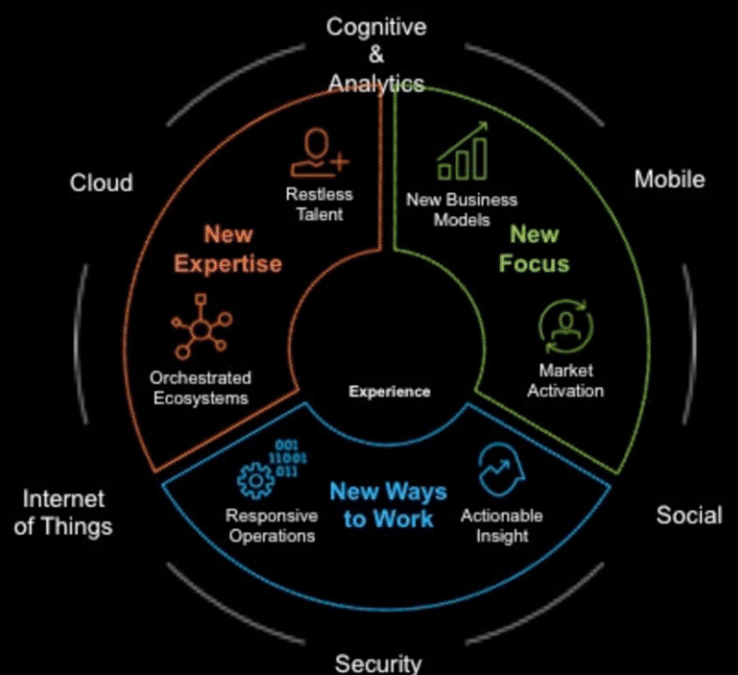 Cognitive
&
Analytics
Cloud
Mobile
Restless
Talent
New Business
Models
New
Expertise
New
Focus
Orchestrated
Ecosystems
Market
Activation
Experience
001
11001
011
New Ways
to Work
Responsive
Operations
Actionable
Insight
Internet
of Things
Social
Security